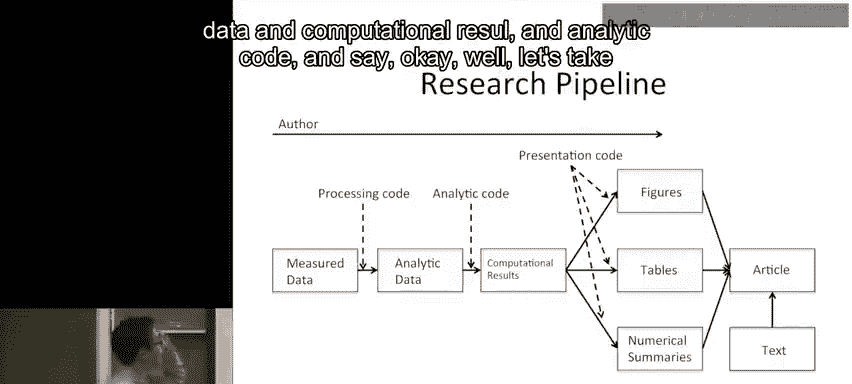 data and computational resul, and analytic
code, and say, okay, well, let's take
Research Pipeline
Author
Presentation code
Processing code
Analytic code
Figures
Measured
Data
Analytic
Data
Computational
Results
Tables
Article
Numerical
Summaries
Text